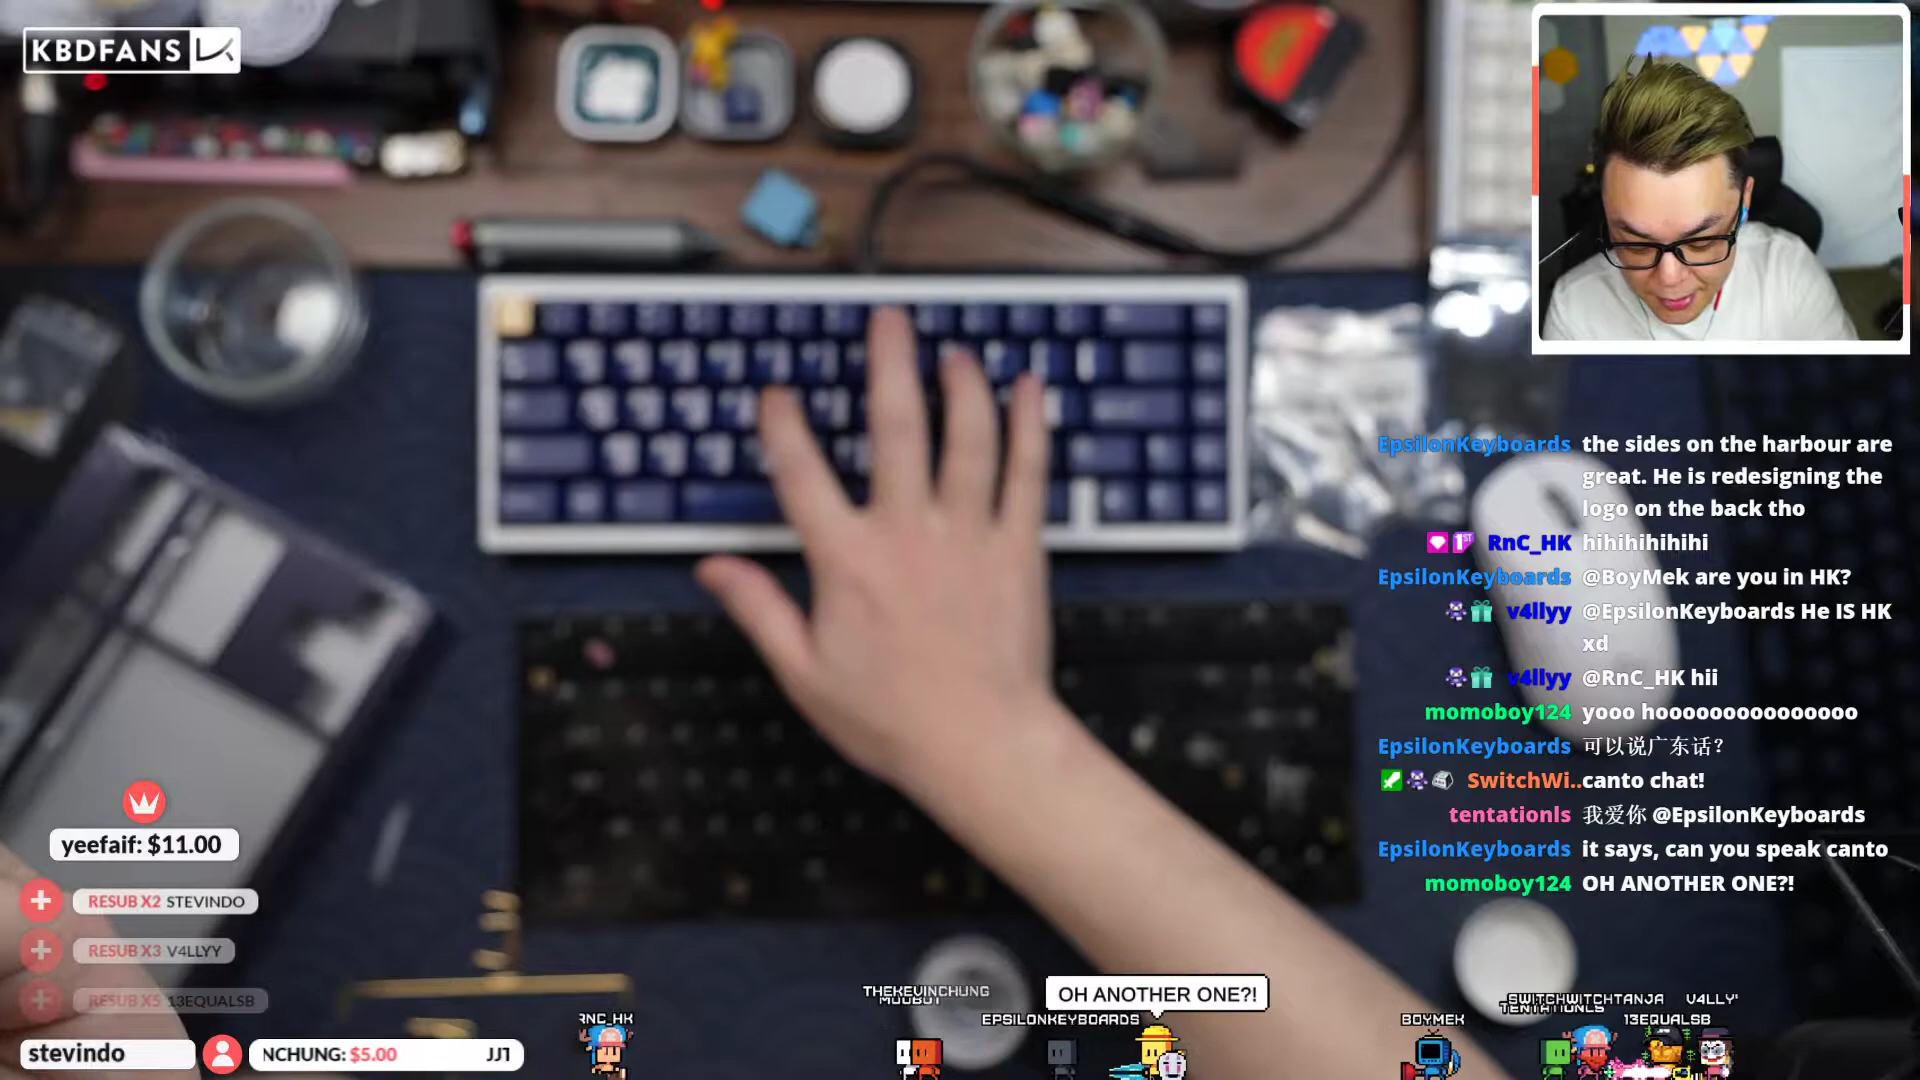 KBDFANS
EpsilonKeyboards the sides on the harbour are
great. He is redesigning the
logo on the back tho
RnC_HK hihihihihihi
EpsilonKeyboards @BoyMek are you in HK?
v4llyy @EpsilonKeyboards He IS HK
xd
v4llyy @RnC_HK hii
momoboy124 yooo hooooooooooooooo
EpsilonKeyboards 可以说广东话?
SwitchWi.. canto chat!
tentationls 我爱你 @EpsilonKeyboards
EpsilonKeyboards it says, can you speak canto
momoboy124 OH ANOTHER ONE?!
yeefaif: $11.00
RESUB X2 STEVINDO
RESUB X3 V4LLYY
RESUB X5 13EQUALSB
stevindo
NCHUNG: $5.00 JJ1
RNC_HK
THEKEVINCHUNG
MOOBOT
OH ANOTHER ONE?!
EPSILONKEYBOARDS
BOYMEK
SWITCHWITCHTANJA V4LLY
TENTATIONLS
13EQUALSB